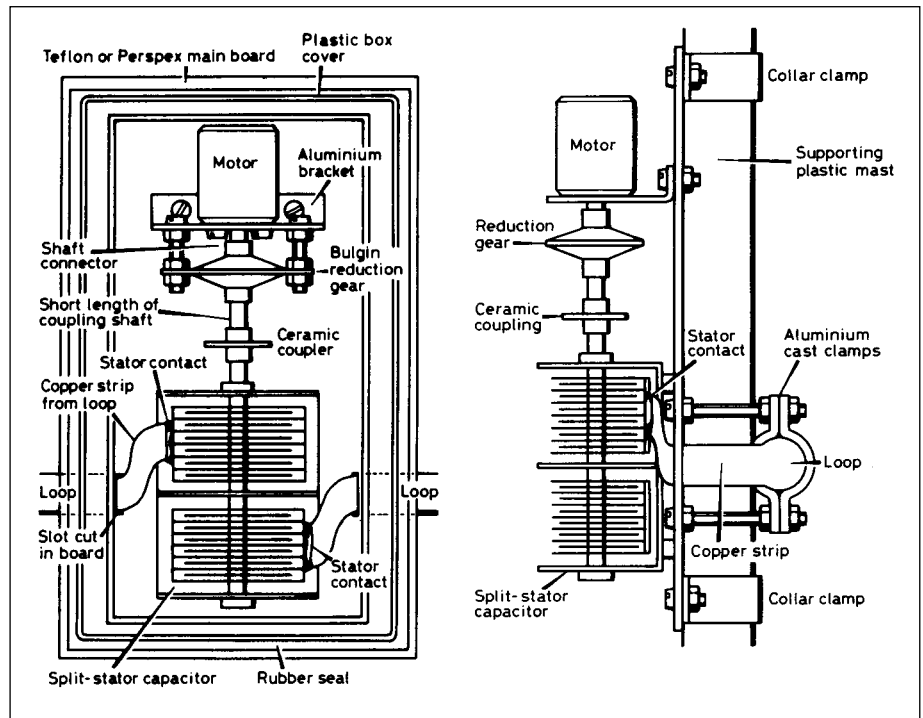 Teflon or Perspex main board
Plastic box
cover
Motor
Aluminium
bracket
Shaft
connector
Bulgin
reduction
gear
Short length of
coupling shaft
Ceramic
coupler
Stator contact
Copper strip
from loop
Loop
Loop
Slot cut
in board
Stator
contact
Split-stator capacitor
Rubber seal
Collar clamp
Motor
Supporting
plastic mast
Reduction
gear
Ceramic
coupling
Stator
contact
Aluminium
cast clamps
Loop
Copper strip
Split-stator
capacitor
Collar clamp